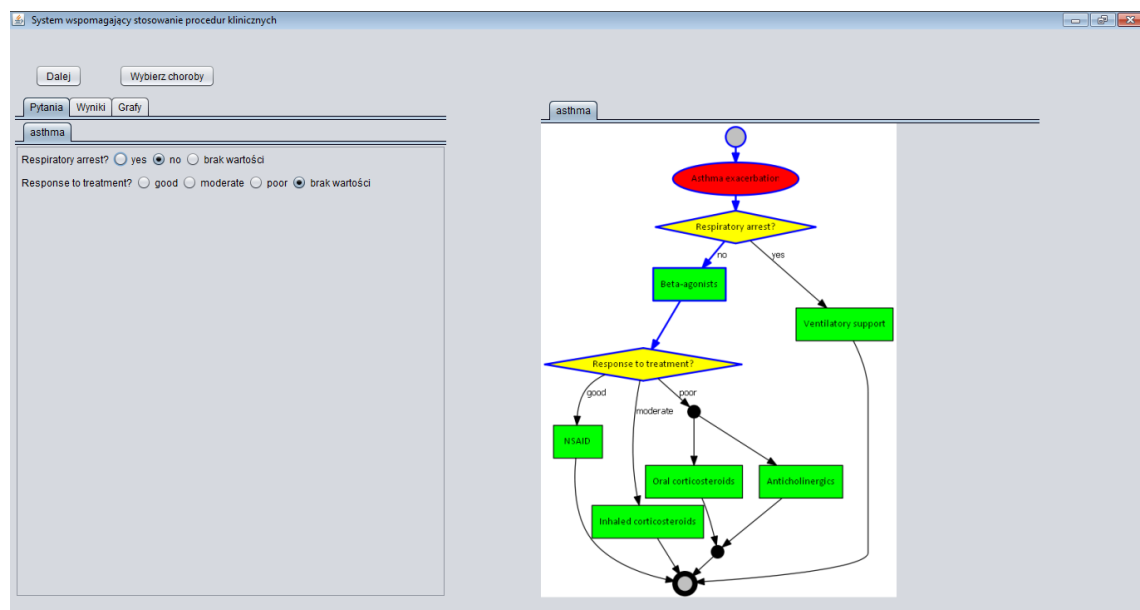 System wspomagający stosowanie procedur klinicznych
Dalej
Wybierz choroby
Pytania Wyniki Grafy
asthma
Respiratory arrest? yes no brak wartości
Response to treatment? good moderate poor brak wartości
asthma
Asthma exacerbation
Respiratory arrest?
no
yes
Beta-agonists
Ventilatory support
Response to treatment?
good
moderate
poor
NSAID
Oral corticosteroids
Anticholinergics
Inhaled corticosteroids